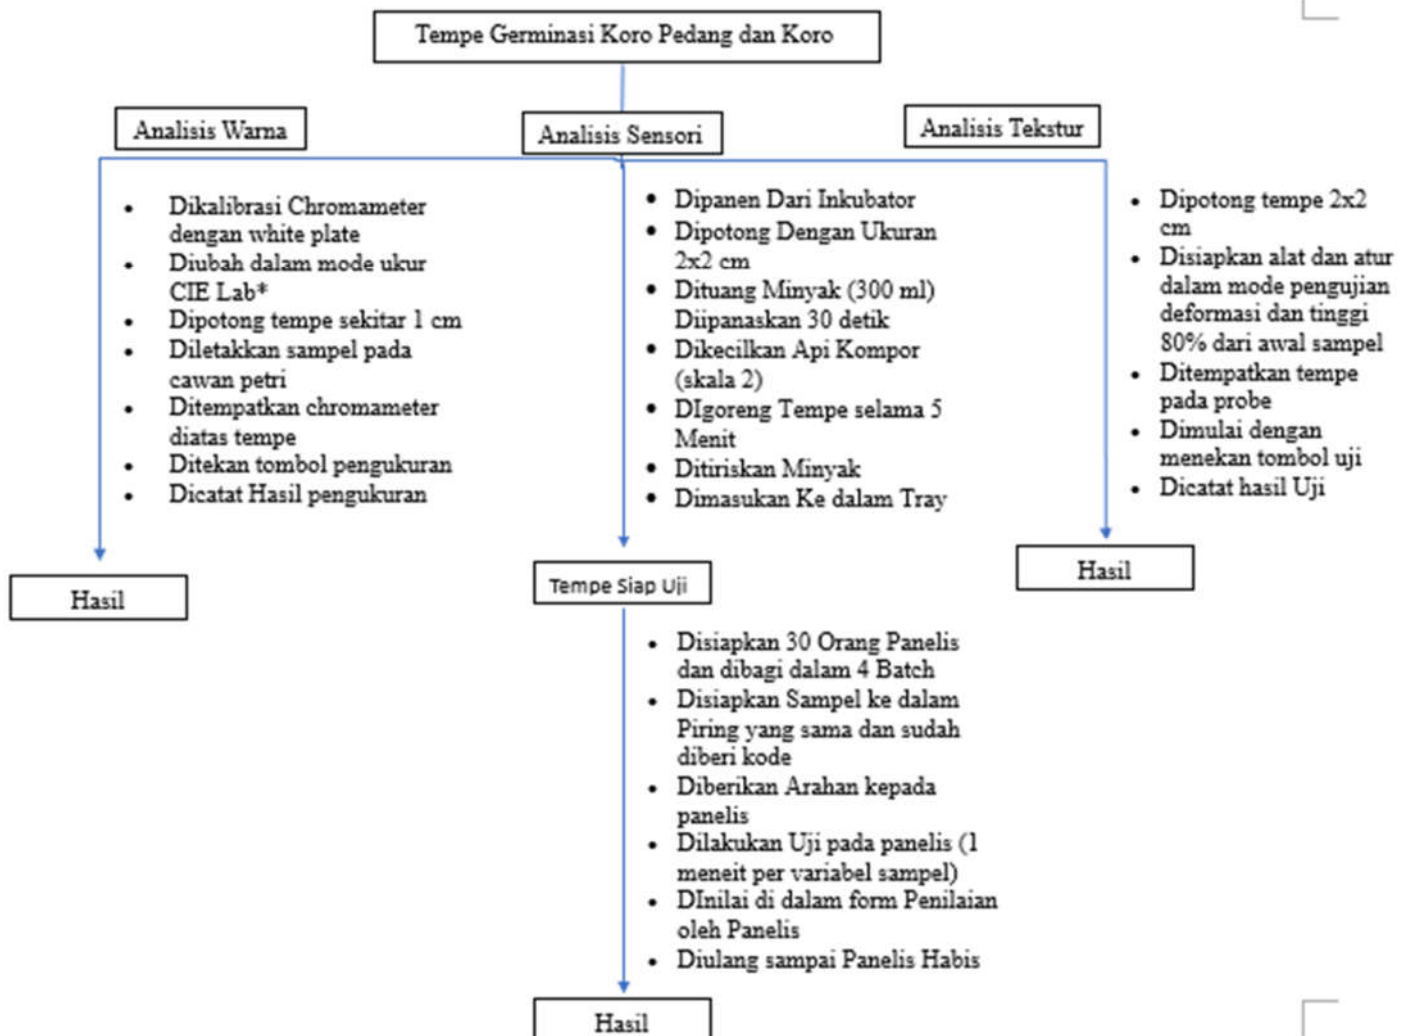 Tempe Germinasi Koro Pedang dan Koro
Analisis Warna
Dikalibrasi Chromameter
dengan white plate
Diubah dalam mode ukur
CIE Lab*
Dipotong tempe sekitar 1 cm
Diletakkan sampel pada
cawan petri
Ditempatkan chromameter
diatas tempe
Ditekan tombol pengukuran
Dicatat Hasil pengukuran
Hasil
Analisis Sensori
Dipanen Dari Inkubator
Dipotong Dengan Ukuran
2x2 cm
Dituang Minyak (300 ml)
Diipanaskan 30 detik
Dikecilkan Api Kompor
(skala 2)
DIgoreng Tempe selama 5
Menit
Ditiriskan Minyak
Dimasukan Ke dalam Tray
Tempe Siap Uji
Disiapkan 30 Orang Panelis
dan dibagi dalam 4 Batch
Disiapkan Sampel ke dalam
Piring yang sama dan sudah
diberi kode
Diberikan Arahan kepada
panelis
Dilakukan Uji pada panelis (1
meneit per variabel sampel)
DInilai di dalam form Penilaian
oleh Panelis
Diulang sampai Panelis Habis
Hasil
Analisis Tekstur
Dipotong tempe 2x2
cm
Disiapkan alat dan atur
dalam mode pengujian
deformasi dan tinggi
80% dari awal sampel
Ditempatkan tempe
pada probe
Dimulai dengan
menekan tombol uji
Dicatat hasil Uji
Hasil